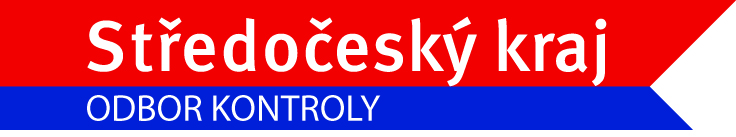 Středočeský kraj
ODBOR KONTROLY